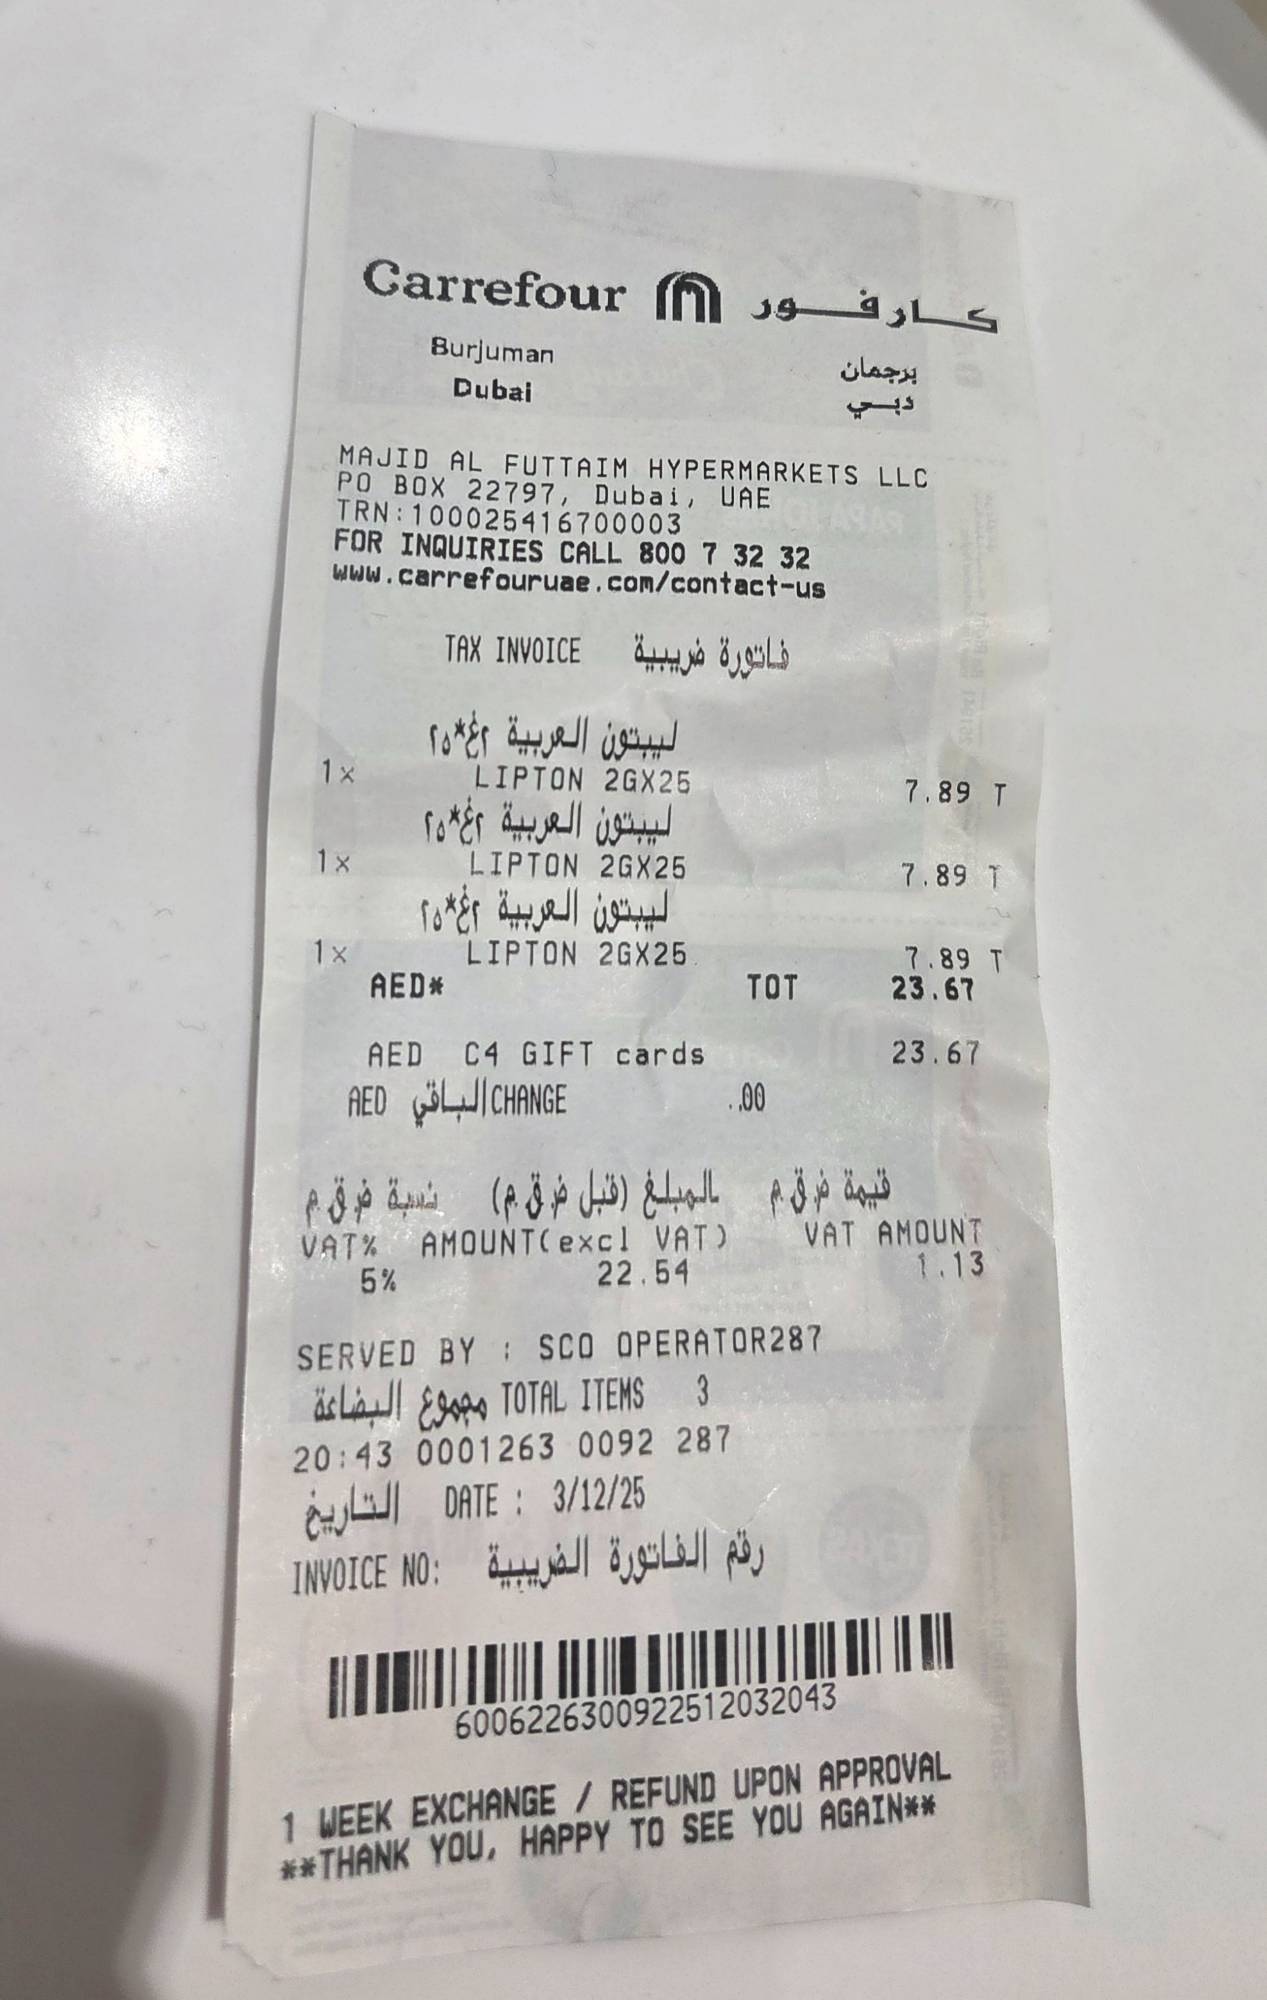 Carrefour كارفور
Burjuman برجمان
Dubai دبي
MAJID AL FUTTAIM HYPERMARKETS LLC
PO BOX 22797, Dubai, UAE
TRN:100025416700003
FOR INQUIRIES CALL 800 7 32 32
www.carrefouruae.com/contact-us
TAX INVOICE فاتورة ضريبية
ليبتون العربية ٢غ*٢٥
1x LIPTON 2GX25 7.89 T
ليبتون العربية ٢غ*٢٥
1x LIPTON 2GX25 7.89 T
ليبتون العربية ٢غ*٢٥
1x LIPTON 2GX25 7.89 T
AED* TOT 23.67
AED C4 GIFT cards 23.67
AED الباقي CHANGE .00
نسبة ض.ق.م المبلغ (قبل ض.ق.م) قيمة ض.ق.م
VAT% AMOUNT(excl VAT) VAT AMOUNT
5% 22.54 1.13
SERVED BY : SCO OPERATOR287
مجموع البضاعة TOTAL ITEMS 3
20:43 0001263 0092 287
التاريخ DATE : 3/12/25
INVOICE NO: رقم الفاتورة الضريبية
6006226300922512032043
1 WEEK EXCHANGE / REFUND UPON APPROVAL
**THANK YOU, HAPPY TO SEE YOU AGAIN**